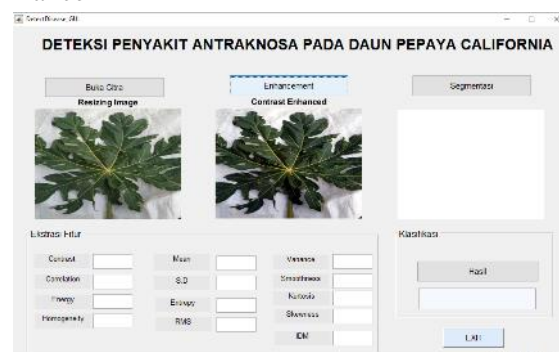 DetectDisease_GUI
DETEKSI PENYAKIT ANTRAKNOSA PADA DAUN PEPAYA CALIFORNIA
Buka Citra
Enhancement
Segmentasi
Resizing Image
Contrast Enhanced
Ekstrasi Fitur
Klasifikasi
Contrast
Mean
Variance
Correlation
S.D
Smoothness
Energy
Entropy
Kurtosis
Homogeneity
RMS
Skewness
IDM
Hasil
EXIT